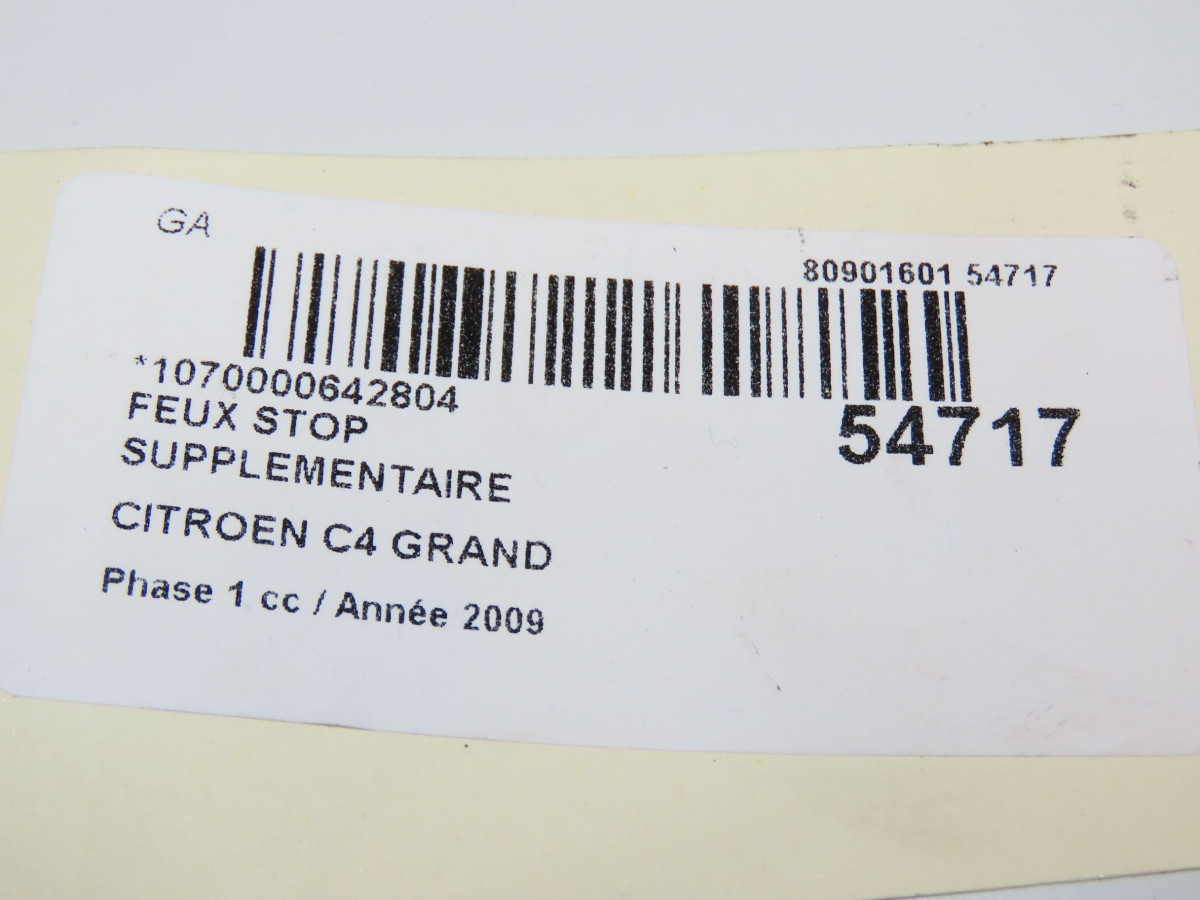 GA
80901601 54717
*1070000642804
54717
FEUX STOP
SUPPLEMENTAIRE
CITROEN C4 GRAND
Phase 1 cc / Année 2009